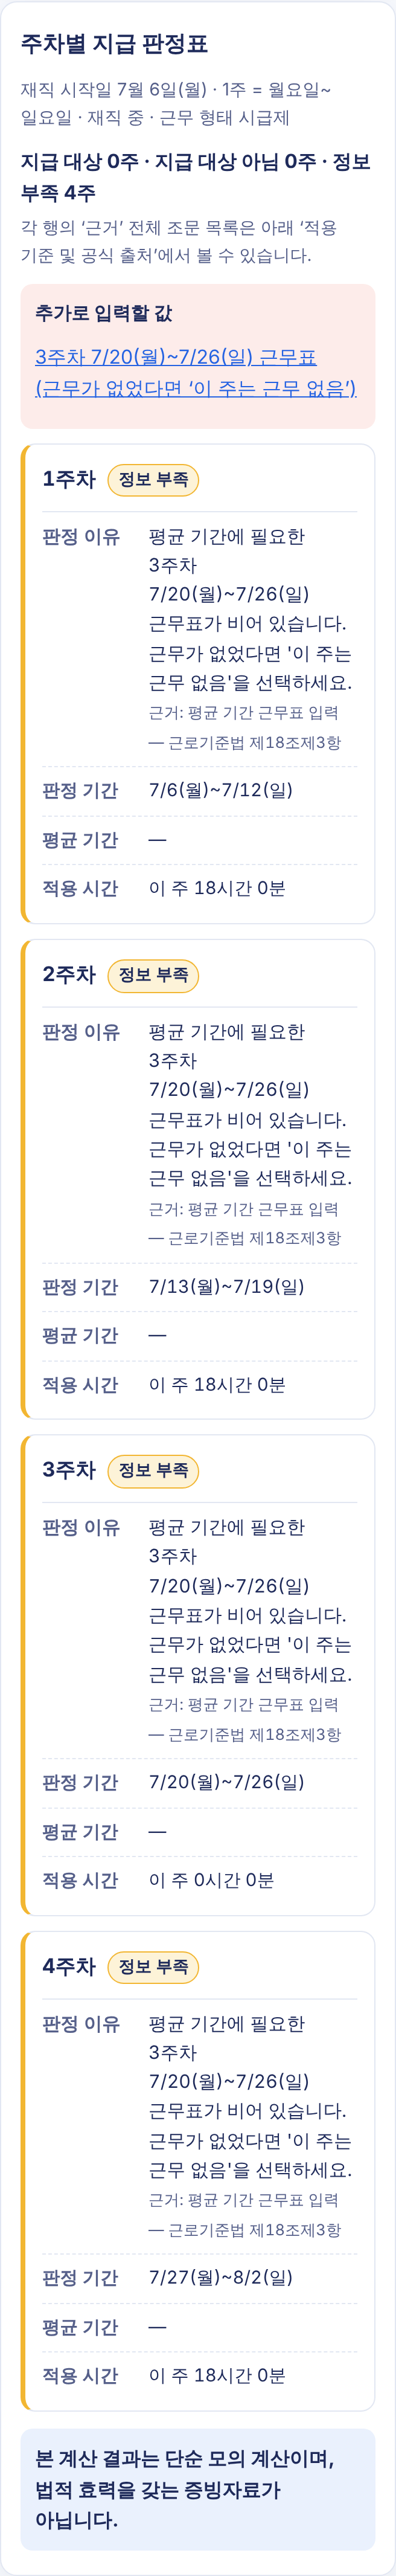 주차별 지급 판정표
재직 시작일 7월 6일(월) · 1주 = 월요일~
일요일 · 재직 중 · 근무 형태 시급제
지급 대상 0주 · 지급 대상 아님 0주 · 정보
부족 4주
각 행의 ‘근거’ 전체 조문 목록은 아래 ‘적용
기준 및 공식 출처’에서 볼 수 있습니다.
추가로 입력할 값
3주차 7/20(월)~7/26(일) 근무표
(근무가 없었다면 ‘이 주는 근무 없음’)
1주차 정보 부족
판정 이유 평균 기간에 필요한
3주차
7/20(월)~7/26(일)
근무표가 비어 있습니다.
근무가 없었다면 '이 주는
근무 없음'을 선택하세요.
근거: 평균 기간 근무표 입력
— 근로기준법 제18조제3항
판정 기간 7/6(월)~7/12(일)
평균 기간 —
적용 시간 이 주 18시간 0분
2주차 정보 부족
판정 이유 평균 기간에 필요한
3주차
7/20(월)~7/26(일)
근무표가 비어 있습니다.
근무가 없었다면 '이 주는
근무 없음'을 선택하세요.
근거: 평균 기간 근무표 입력
— 근로기준법 제18조제3항
판정 기간 7/13(월)~7/19(일)
평균 기간 —
적용 시간 이 주 18시간 0분
3주차 정보 부족
판정 이유 평균 기간에 필요한
3주차
7/20(월)~7/26(일)
근무표가 비어 있습니다.
근무가 없었다면 '이 주는
근무 없음'을 선택하세요.
근거: 평균 기간 근무표 입력
— 근로기준법 제18조제3항
판정 기간 7/20(월)~7/26(일)
평균 기간 —
적용 시간 이 주 0시간 0분
4주차 정보 부족
판정 이유 평균 기간에 필요한
3주차
7/20(월)~7/26(일)
근무표가 비어 있습니다.
근무가 없었다면 '이 주는
근무 없음'을 선택하세요.
근거: 평균 기간 근무표 입력
— 근로기준법 제18조제3항
판정 기간 7/27(월)~8/2(일)
평균 기간 —
적용 시간 이 주 18시간 0분
본 계산 결과는 단순 모의 계산이며,
법적 효력을 갖는 증빙자료가
아닙니다.